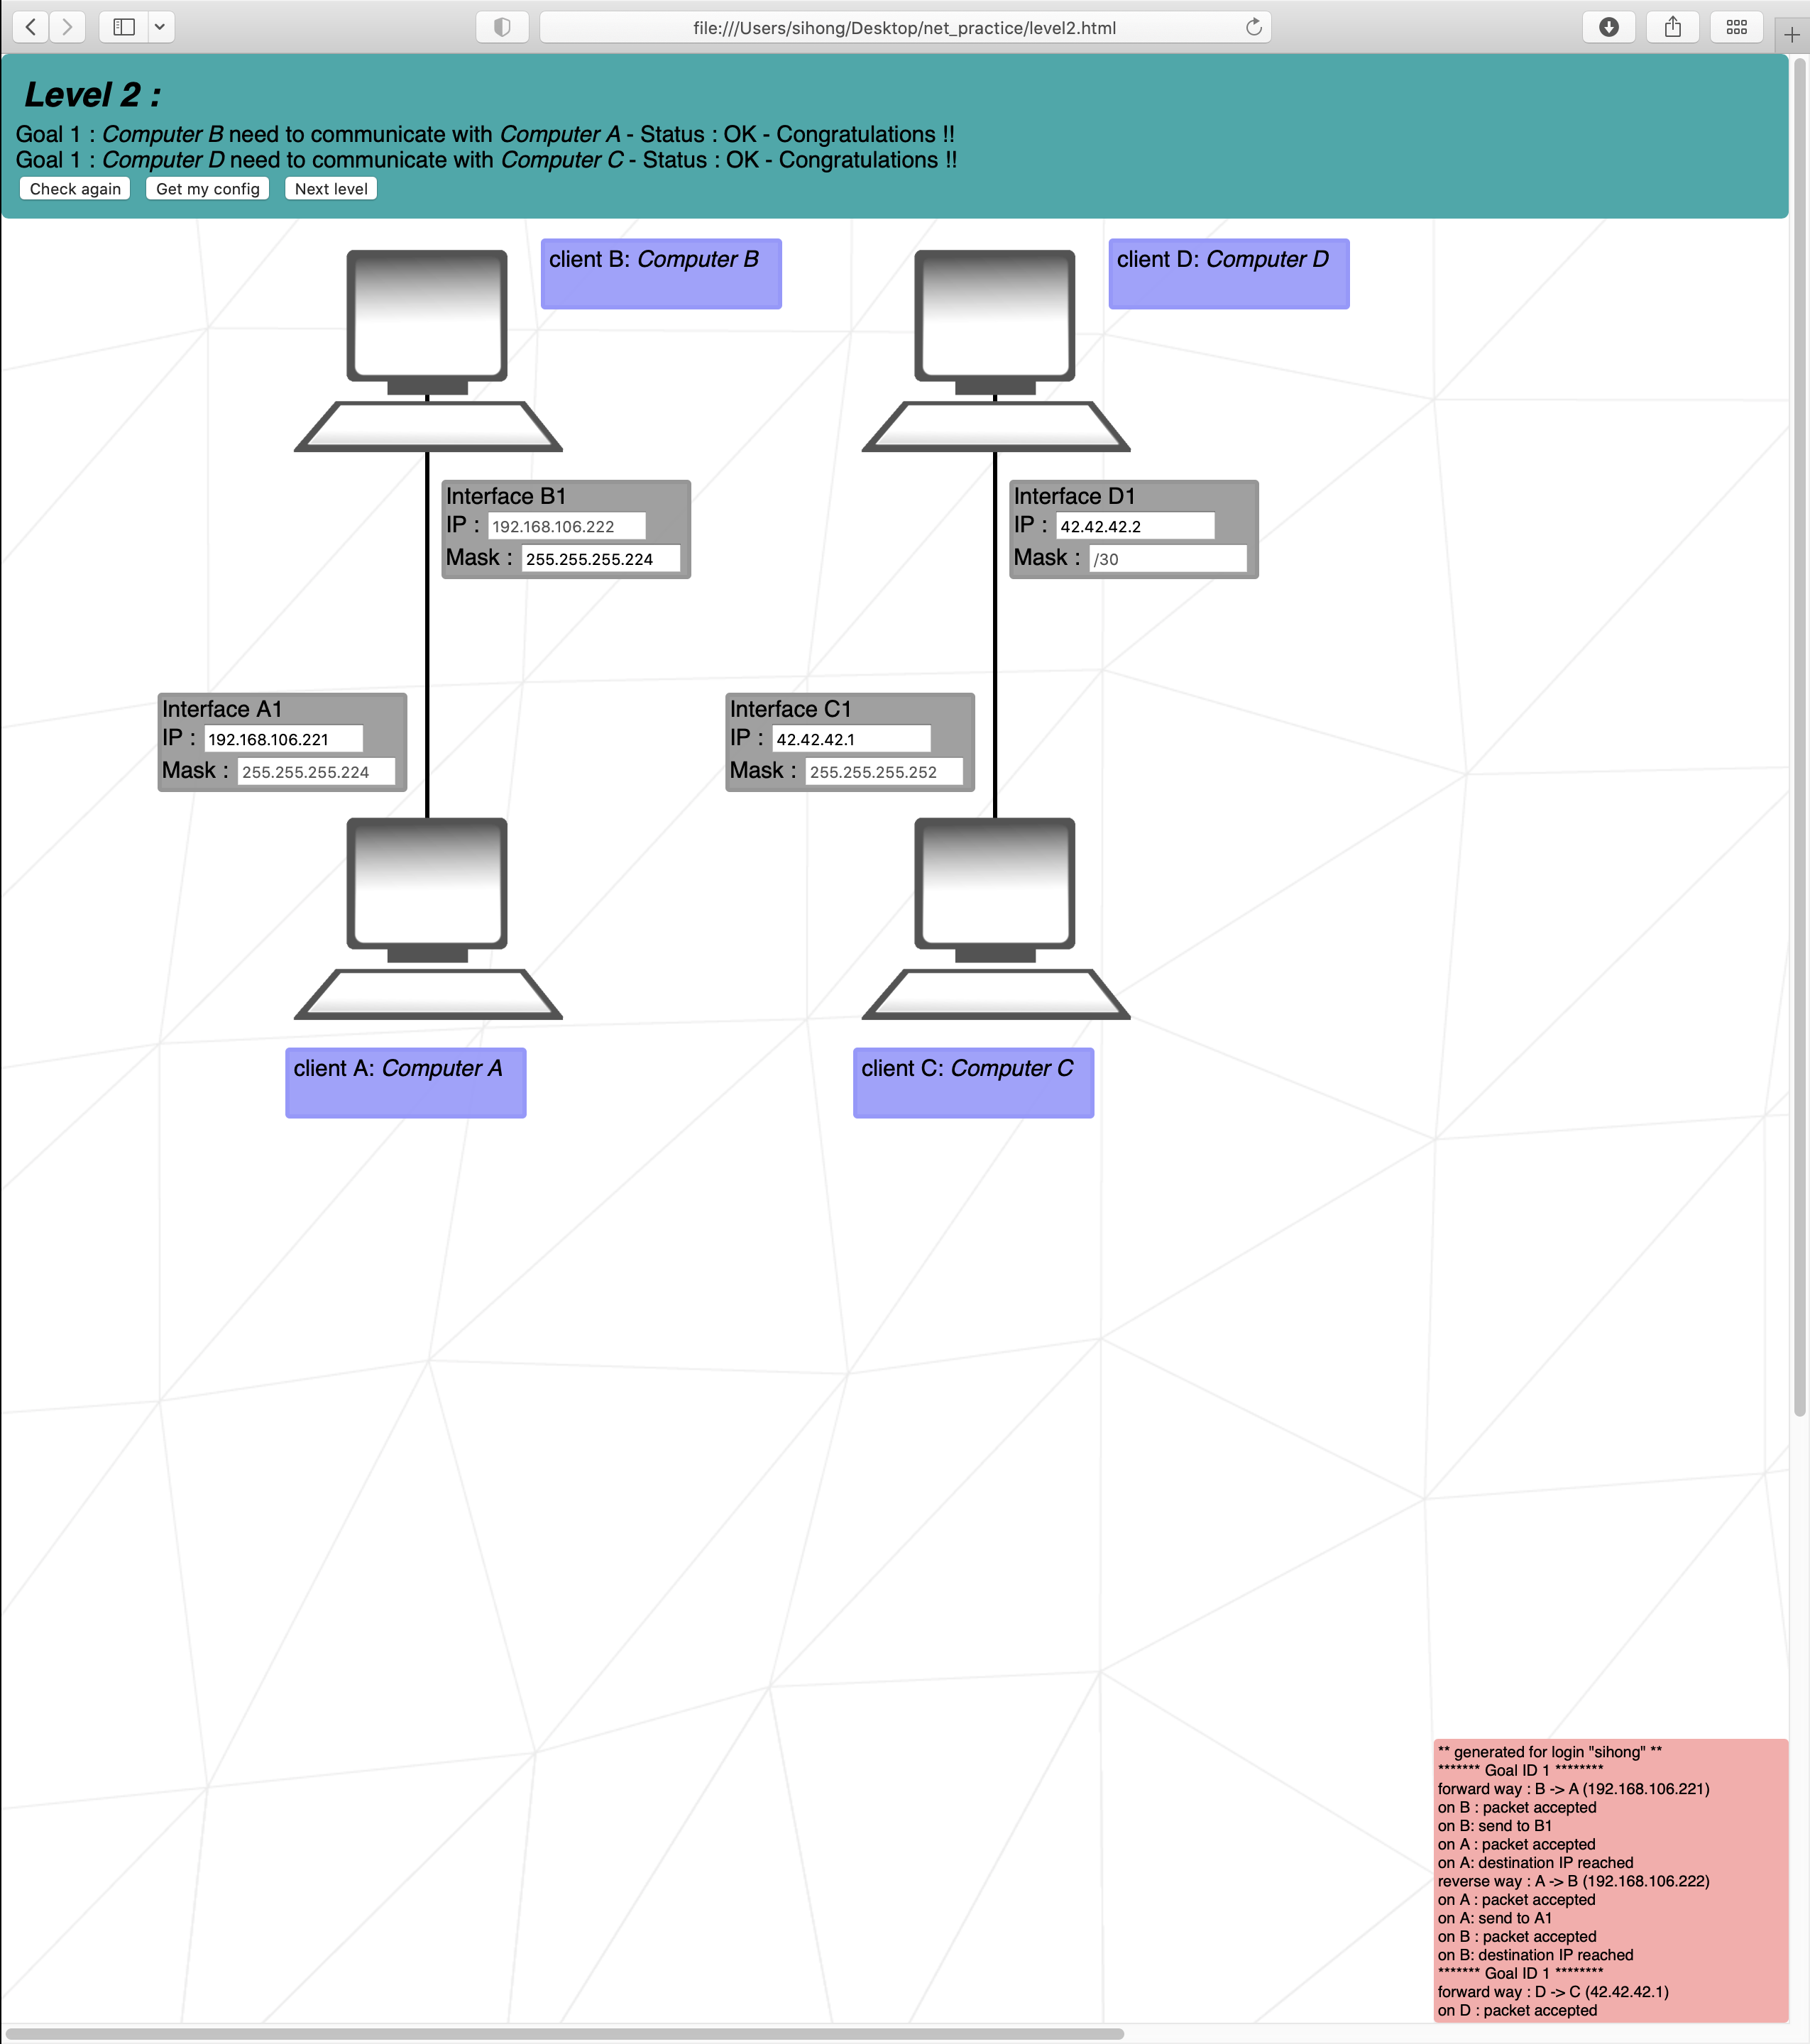 file:///Users/sihong/Desktop/net_practice/level2.html
Level 2 :
Goal 1 : Computer B need to communicate with Computer A - Status : OK - Congratulations !!
Goal 1 : Computer D need to communicate with Computer C - Status : OK - Congratulations !!
Check again Get my config Next level
client B: Computer B
client D: Computer D
Interface B1
IP : 192.168.106.222
Mask : 255.255.255.224
Interface D1
IP : 42.42.42.2
Mask : /30
Interface A1
IP : 192.168.106.221
Mask : 255.255.255.224
Interface C1
IP : 42.42.42.1
Mask : 255.255.255.252
client A: Computer A
client C: Computer C
** generated for login "sihong" **
******* Goal ID 1 ********
forward way : B -> A (192.168.106.221)
on B : packet accepted
on B: send to B1
on A : packet accepted
on A: destination IP reached
reverse way : A -> B (192.168.106.222)
on A : packet accepted
on A: send to A1
on B : packet accepted
on B: destination IP reached
******* Goal ID 1 ********
forward way : D -> C (42.42.42.1)
on D : packet accepted